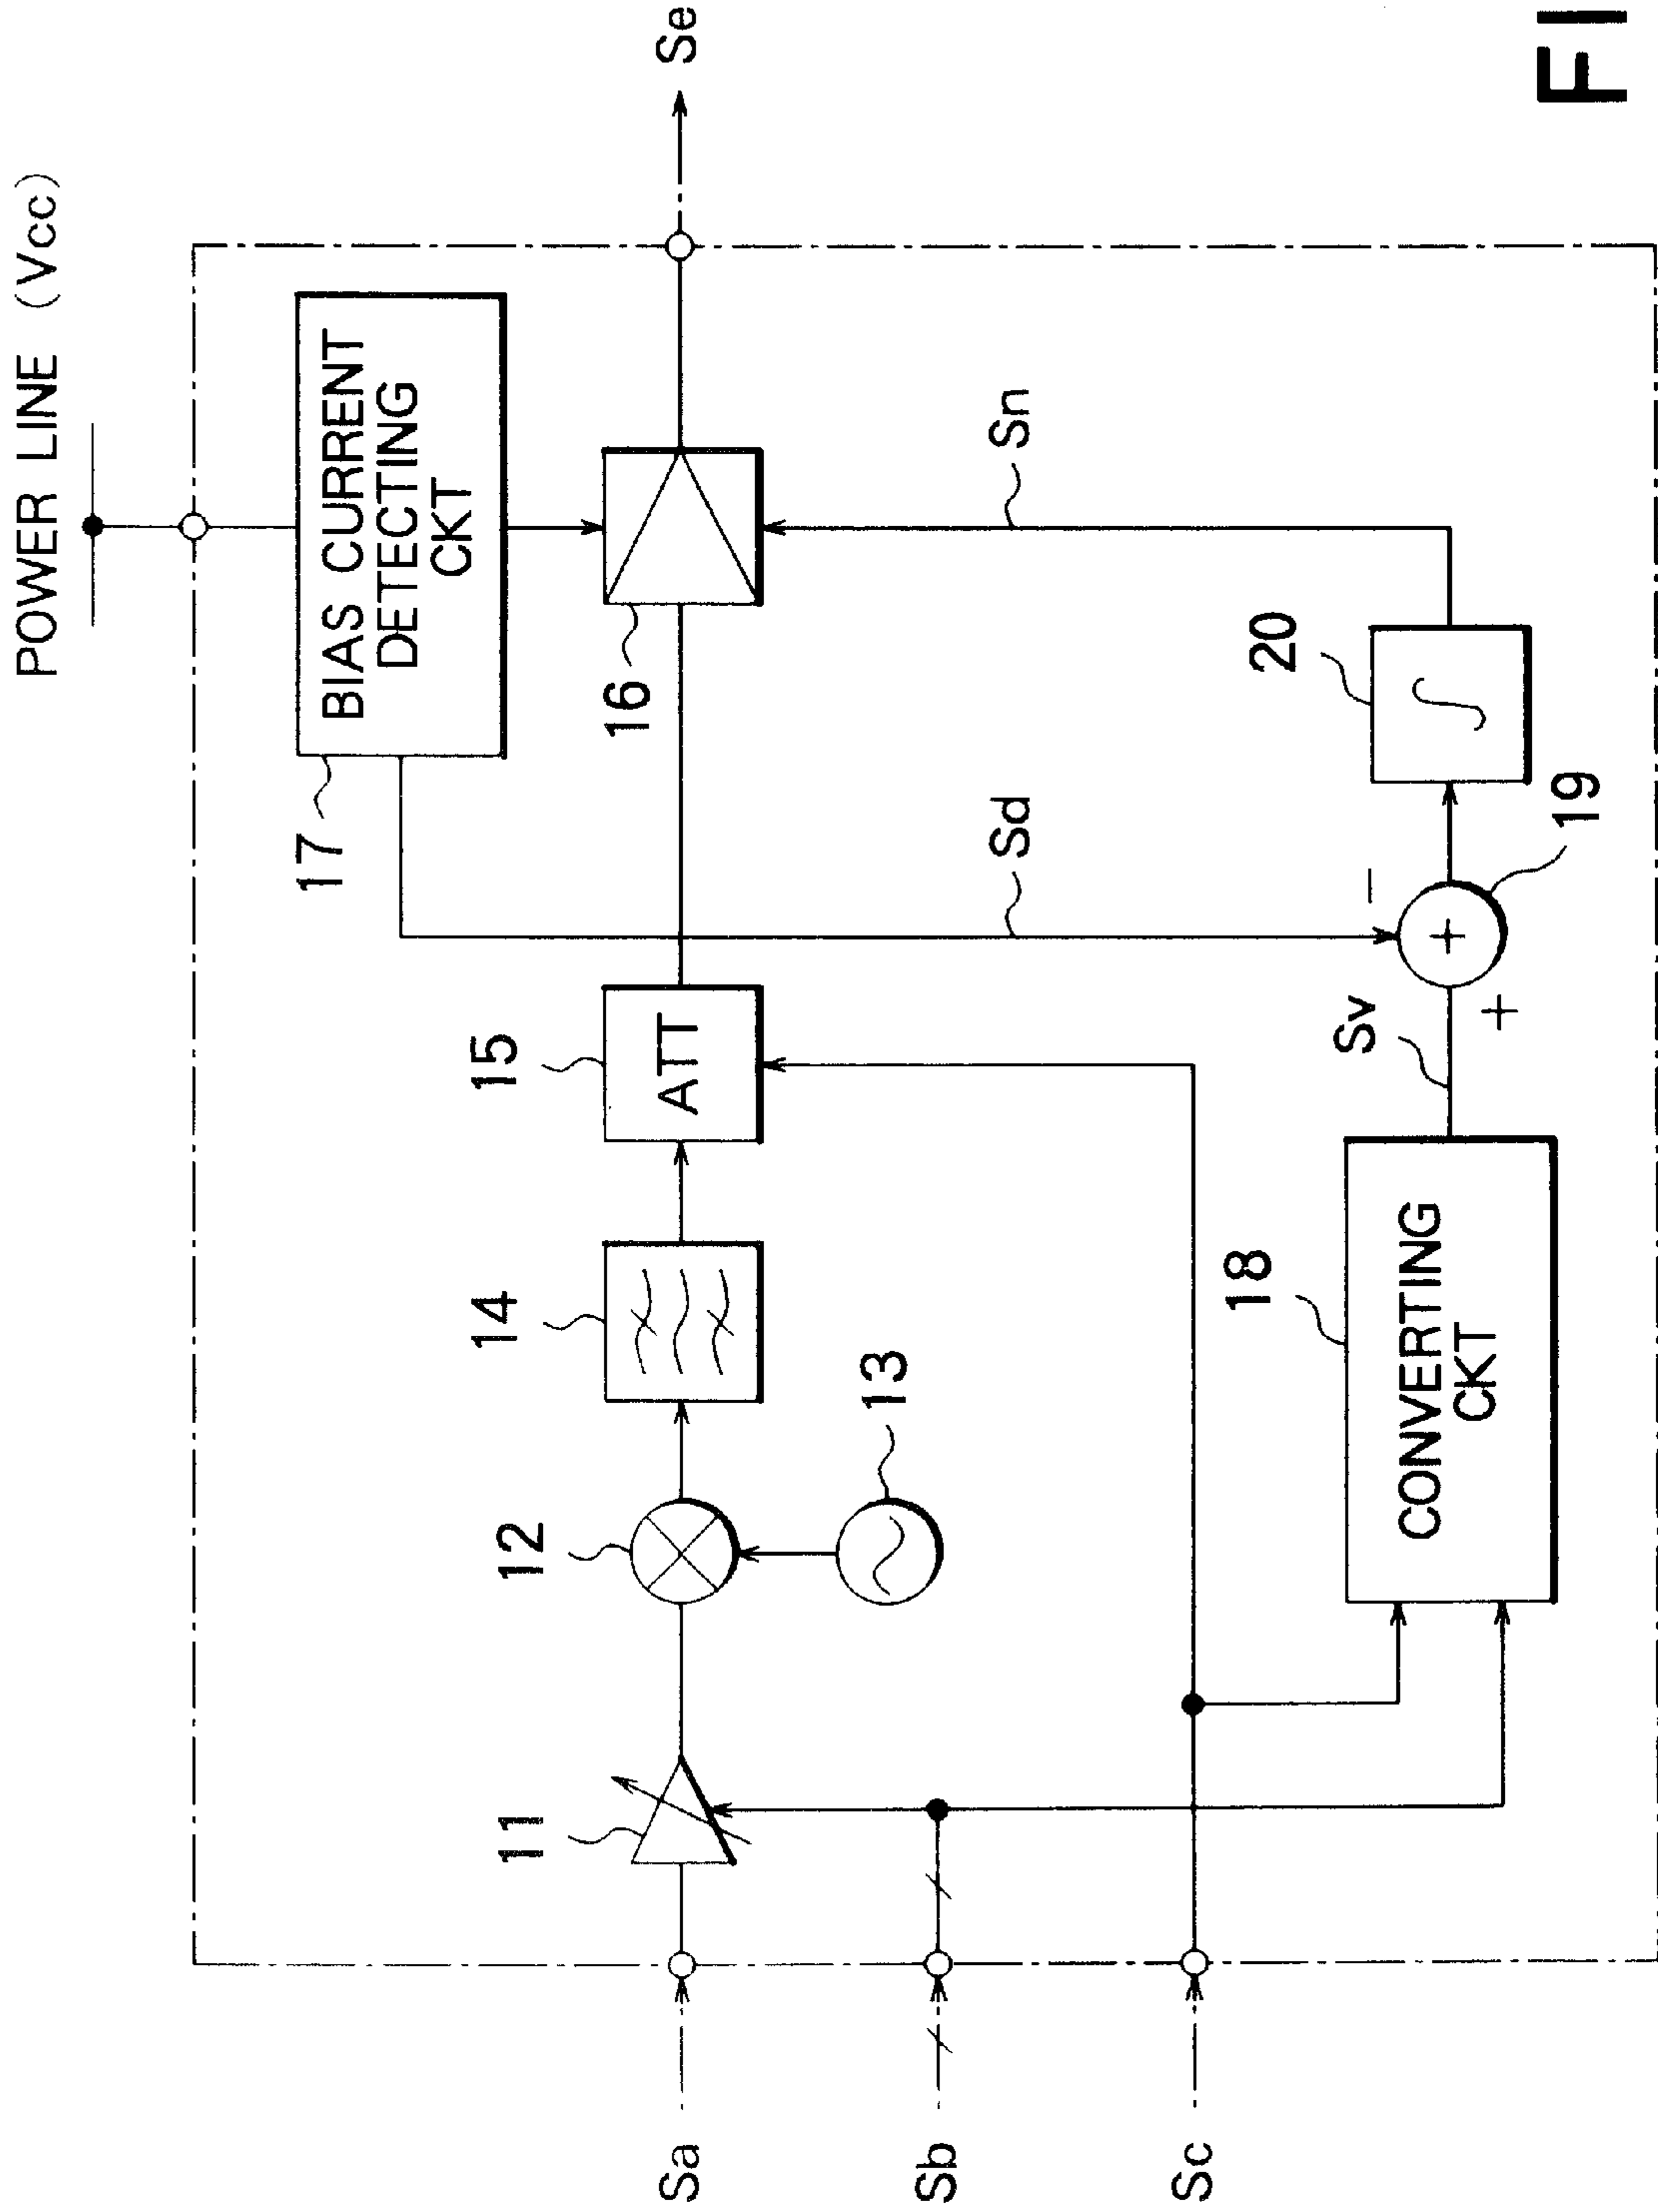 POWER LINE (Vcc)
BIAS CURRENT
DETECTING
CKT
17
Se
16
15
ATT
14
12
11
13
Sa
Sb
Sc
Sd
Sn
20
19
Sv
+
−
+
18
CONVERTING
CKT
FI